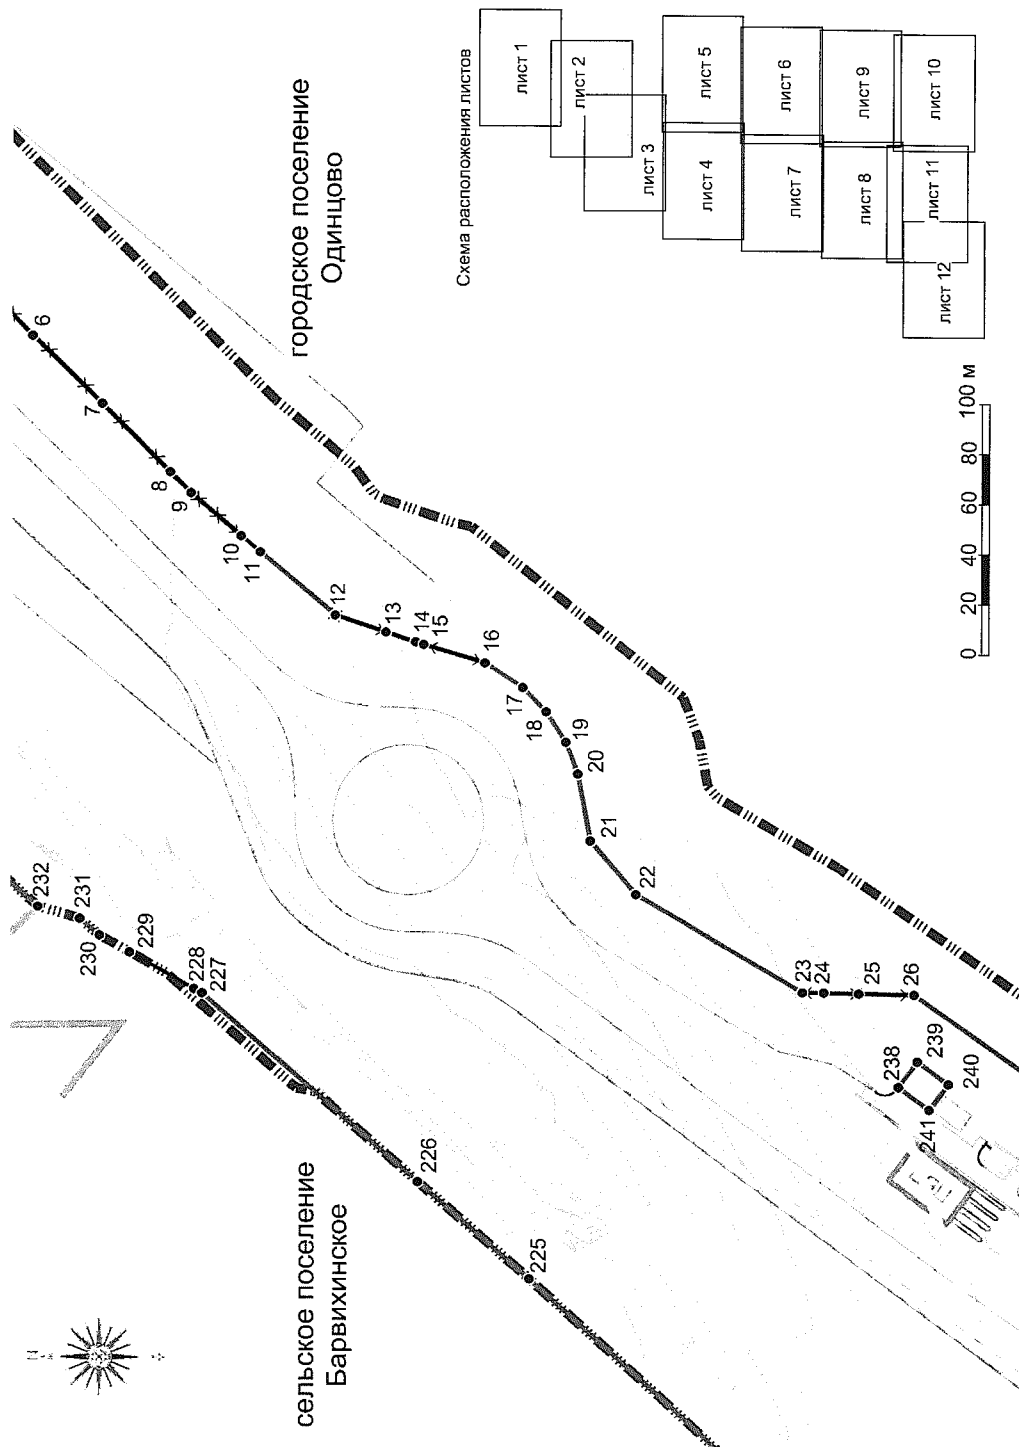 N
сельское поселение
Барвихинское
городское поселение
Одинцово
232
231
230
229
228
227
226
225
6
7
8
9
10
11
12
13
14
15
16
17
18
19
20
21
22
23
24
25
26
238
239
240
241
0 20 40 60 80 100 м
Схема расположения листов
лист 1
лист 2
лист 3
лист 5
лист 4
лист 6
лист 7
лист 9
лист 8
лист 10
лист 11
лист 12